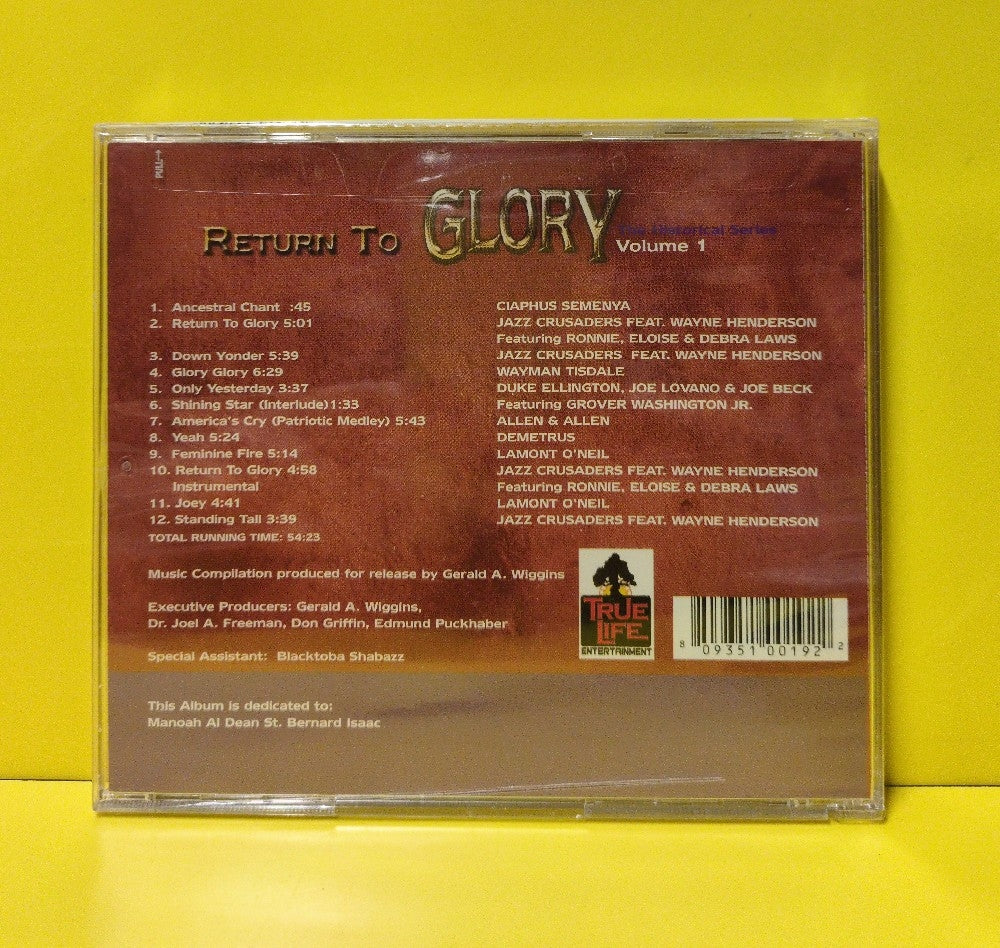 PULL→
RETURN TO GLORY
The Historical Series
Volume 1
1. Ancestral Chant :45 CIAPHUS SEMENYA
2. Return To Glory 5:01 JAZZ CRUSADERS FEAT. WAYNE HENDERSON
Featuring RONNIE, ELOISE & DEBRA LAWS
3. Down Yonder 5:39 JAZZ CRUSADERS FEAT. WAYNE HENDERSON
4. Glory Glory 6:29 WAYMAN TISDALE
5. Only Yesterday 3:37 DUKE ELLINGTON, JOE LOVANO & JOE BECK
6. Shining Star (Interlude)1:33 Featuring GROVER WASHINGTON JR.
7. America's Cry (Patriotic Medley) 5:43 ALLEN & ALLEN
8. Yeah 5:24 DEMETRUS
9. Feminine Fire 5:14 LAMONT O'NEIL
10. Return To Glory 4:58 JAZZ CRUSADERS FEAT. WAYNE HENDERSON
Instrumental Featuring RONNIE, ELOISE & DEBRA LAWS
11. Joey 4:41 LAMONT O'NEIL
12. Standing Tall 3:39 JAZZ CRUSADERS FEAT. WAYNE HENDERSON
TOTAL RUNNING TIME: 54:23
Music Compilation produced for release by Gerald A. Wiggins
Executive Producers: Gerald A. Wiggins,
Dr. Joel A. Freeman, Don Griffin, Edmund Puckhaber
Special Assistant: Blacktoba Shabazz
This Album is dedicated to:
Manoah Al Dean St. Bernard Isaac
TRUE
LIFE
ENTERTAINMENT
8 09351 00192 2